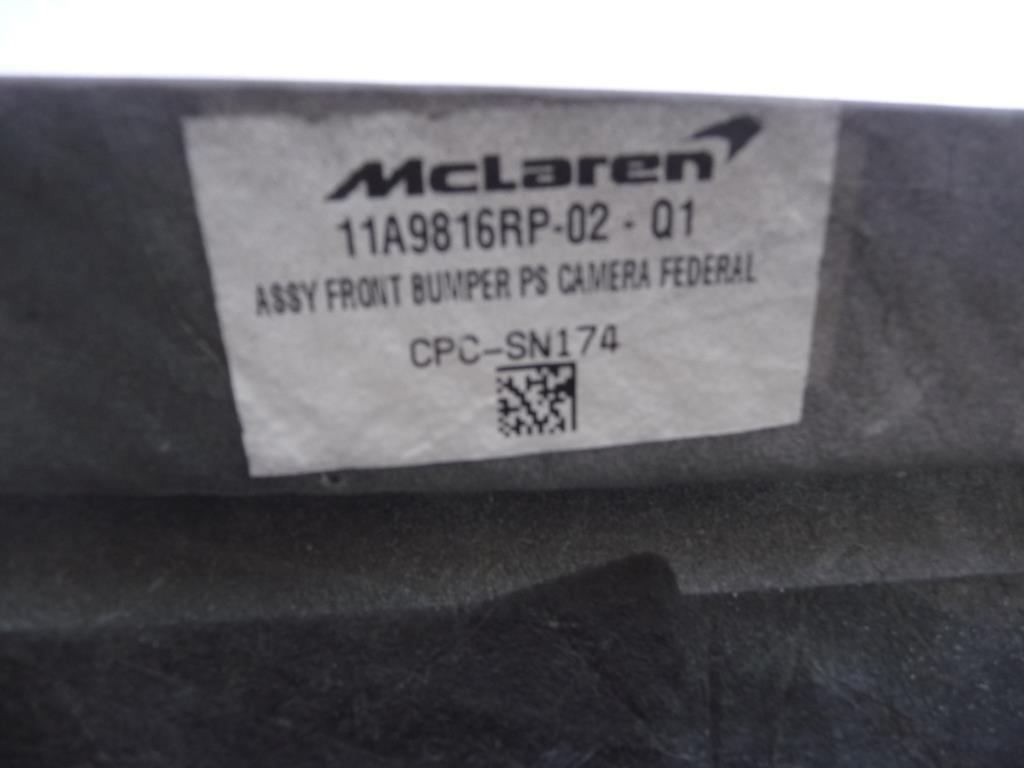 McLaren
11A9816RP-02 - Q1
ASSY FRONT BUMPER PS CAMERA FEDERAL
CPC-SN174